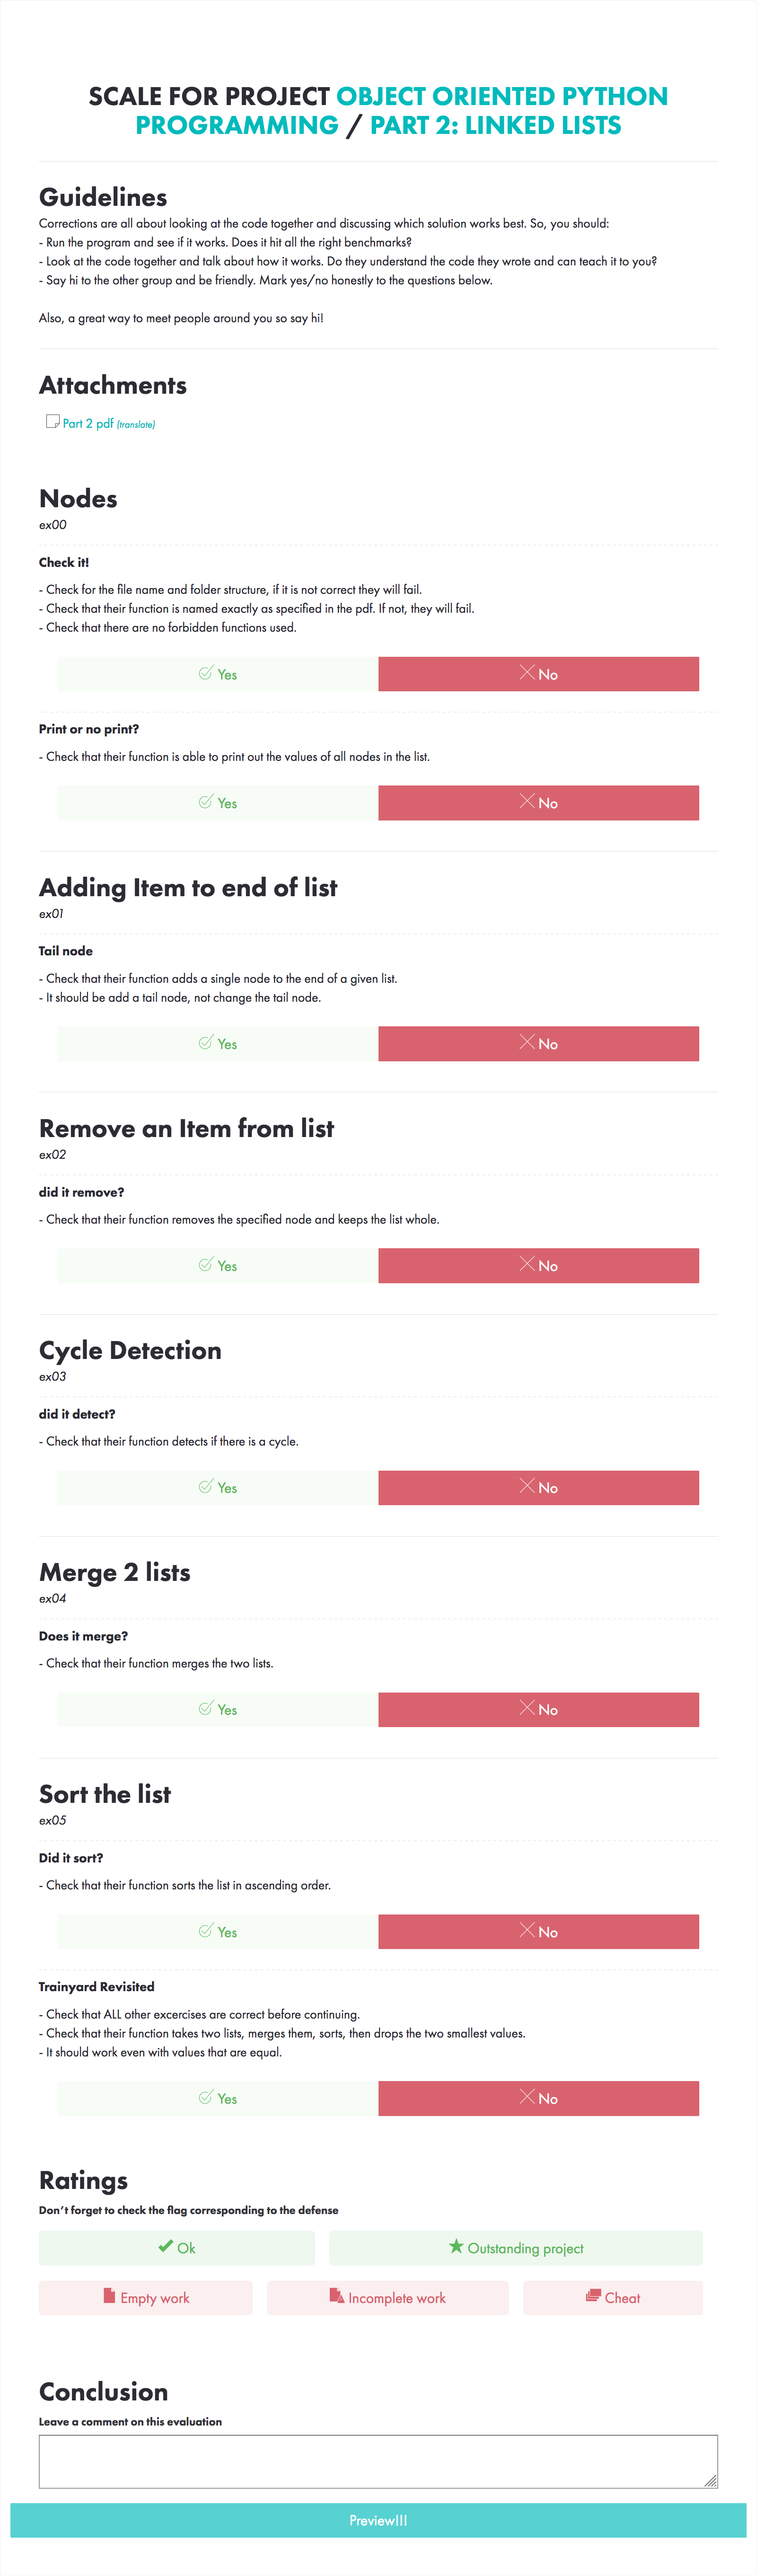 SCALE FOR PROJECT OBJECT ORIENTED PYTHON
PROGRAMMING / PART 2: LINKED LISTS
Guidelines
Corrections are all about looking at the code together and discussing which solution works best. So, you should:
- Run the program and see if it works. Does it hit all the right benchmarks?
- Look at the code together and talk about how it works. Do they understand the code they wrote and can teach it to you?
- Say hi to the other group and be friendly. Mark yes/no honestly to the questions below.
Also, a great way to meet people around you so say hi!
Attachments
Part 2 pdf (translate)
Nodes
ex00
Check it!
- Check for the file name and folder structure, if it is not correct they will fail.
- Check that their function is named exactly as specified in the pdf. If not, they will fail.
- Check that there are no forbidden functions used.
Yes No
Print or no print?
- Check that their function is able to print out the values of all nodes in the list.
Yes No
Adding Item to end of list
ex01
Tail node
- Check that their function adds a single node to the end of a given list.
- It should be add a tail node, not change the tail node.
Yes No
Remove an Item from list
ex02
did it remove?
- Check that their function removes the specified node and keeps the list whole.
Yes No
Cycle Detection
ex03
did it detect?
- Check that their function detects if there is a cycle.
Yes No
Merge 2 lists
ex04
Does it merge?
- Check that their function merges the two lists.
Yes No
Sort the list
ex05
Did it sort?
- Check that their function sorts the list in ascending order.
Yes No
Trainyard Revisited
- Check that ALL other excercises are correct before continuing.
- Check that their function takes two lists, merges them, sorts, then drops the two smallest values.
- It should work even with values that are equal.
Yes No
Ratings
Don't forget to check the flag corresponding to the defense
Ok Outstanding project
Empty work Incomplete work Cheat
Conclusion
Leave a comment on this evaluation
Preview!!!